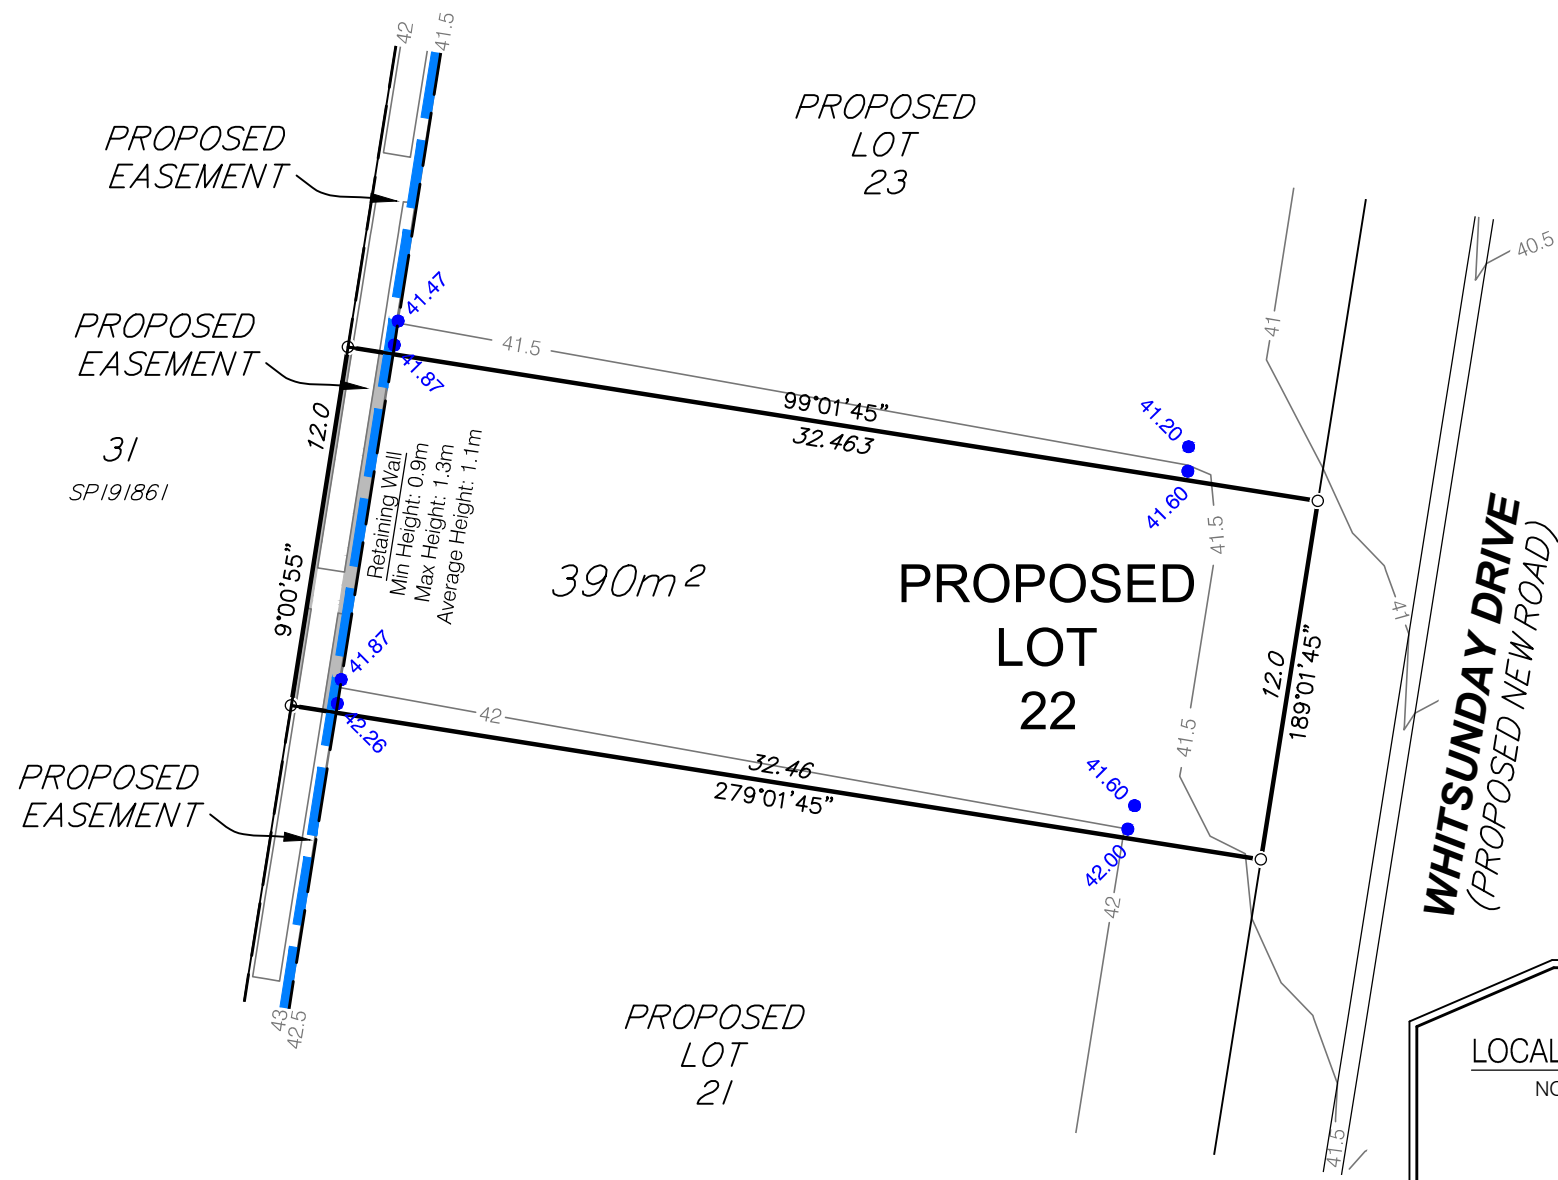 42
41.5
PROPOSED
EASEMENT
PROPOSED
LOT
23
40.5
41
41.47
41.87
41.5
PROPOSED
EASEMENT
99°01'45"
32.463
41.20
41.60
12.0
9°00'55"
31
SP191861
Retaining Wall
Min Height: 0.9m
Max Height: 1.3m
Average Height: 1.1m
390m²
PROPOSED
LOT
22
41.5
41.5
41
12.0
189°01'45"
WHITSUNDAY DRIVE
(PROPOSED NEW ROAD)
41.87
42.26
42
32.46
279°01'45"
41.60
42.00
42
PROPOSED
EASEMENT
43
42.5
PROPOSED
LOT
21
41.5
LOCAL
NO